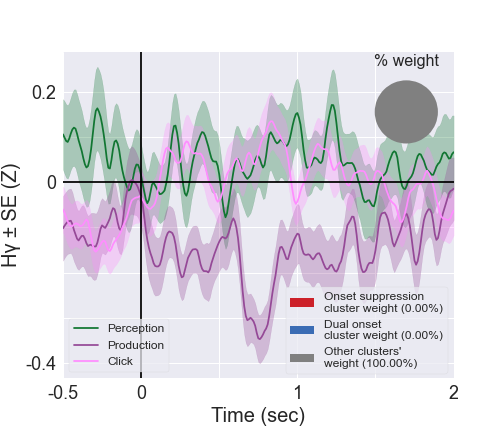 % weight
Hγ ± SE (Z)
0.2
0
-0.4
Onset suppression
cluster weight (0.00%)
Dual onset
cluster weight (0.00%)
Other clusters'
weight (100.00%)
Perception
Production
Click
-0.5
0
1
2
Time (sec)